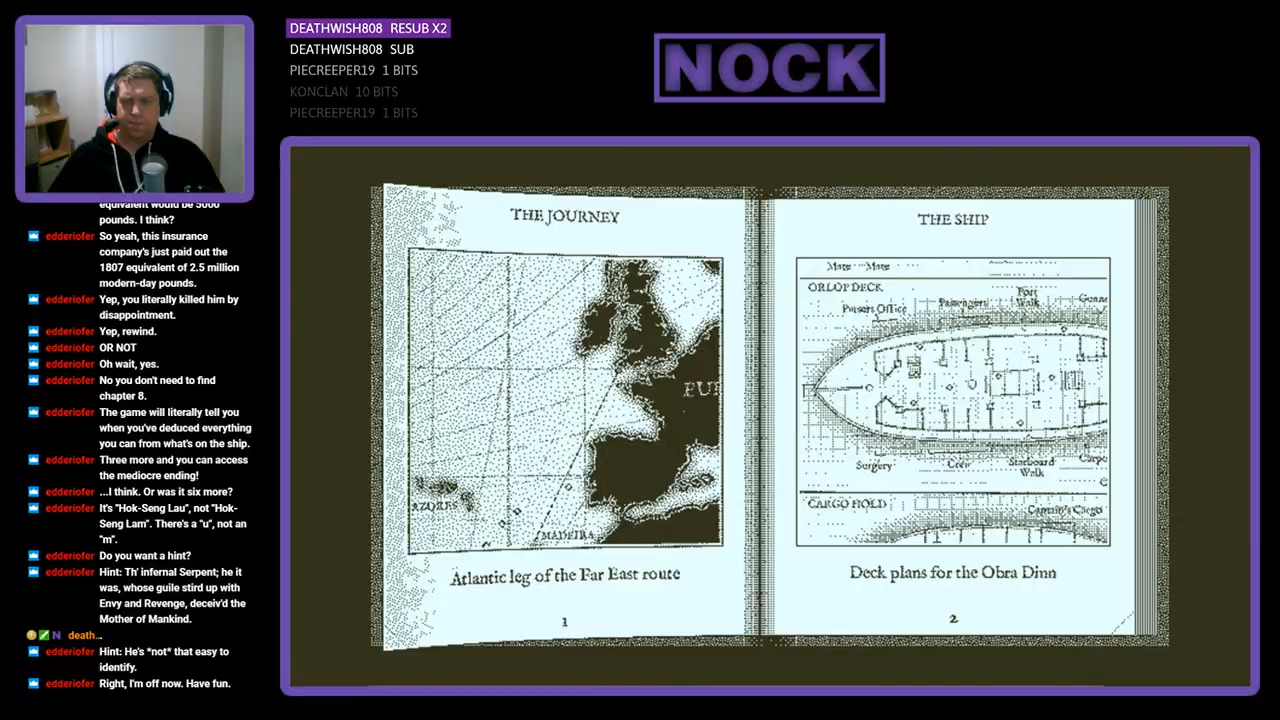 DEATHWISH808 RESUB X2
DEATHWISH808 SUB
PIECREEPER19 1 BITS
KONCLAN 10 BITS
PIECREEPER19 1 BITS
NOCK
equivalent would be 5000
pounds. I think?
edderiofer So yeah, this insurance
company's just paid out the
1807 equivalent of 2.5 million
modern-day pounds.
edderiofer Yep, you literally killed him by
disappointment.
edderiofer Yep, rewind.
edderiofer OR NOT
edderiofer Oh wait, yes.
edderiofer No you don't need to find
chapter 8.
edderiofer The game will literally tell you
when you've deduced everything
you can from what's on the ship.
edderiofer Three more and you can access
the mediocre ending!
edderiofer ...I think. Or was it six more?
edderiofer It's "Hok-Seng Lau", not "Hok-
Seng Lam". There's a "u", not an
"m".
edderiofer Do you want a hint?
edderiofer Hint: Th' infernal Serpent; he it
was, whose guile stird up with
Envy and Revenge, deceiv'd the
Mother of Mankind.
death...
edderiofer Hint: He's *not* that easy to
identify.
edderiofer Right, I'm off now. Have fun.
THE JOURNEY
EUR
AZORES
MADEIRA
Atlantic leg of the Far East route
1
THE SHIP
ORLOP DECK
Pursers Office
Passengers
Port
Walk
Surgery
Crew
Starboard
Walk
CARGO HOLD
Captain's Cargo
Deck plans for the Obra Dinn
2